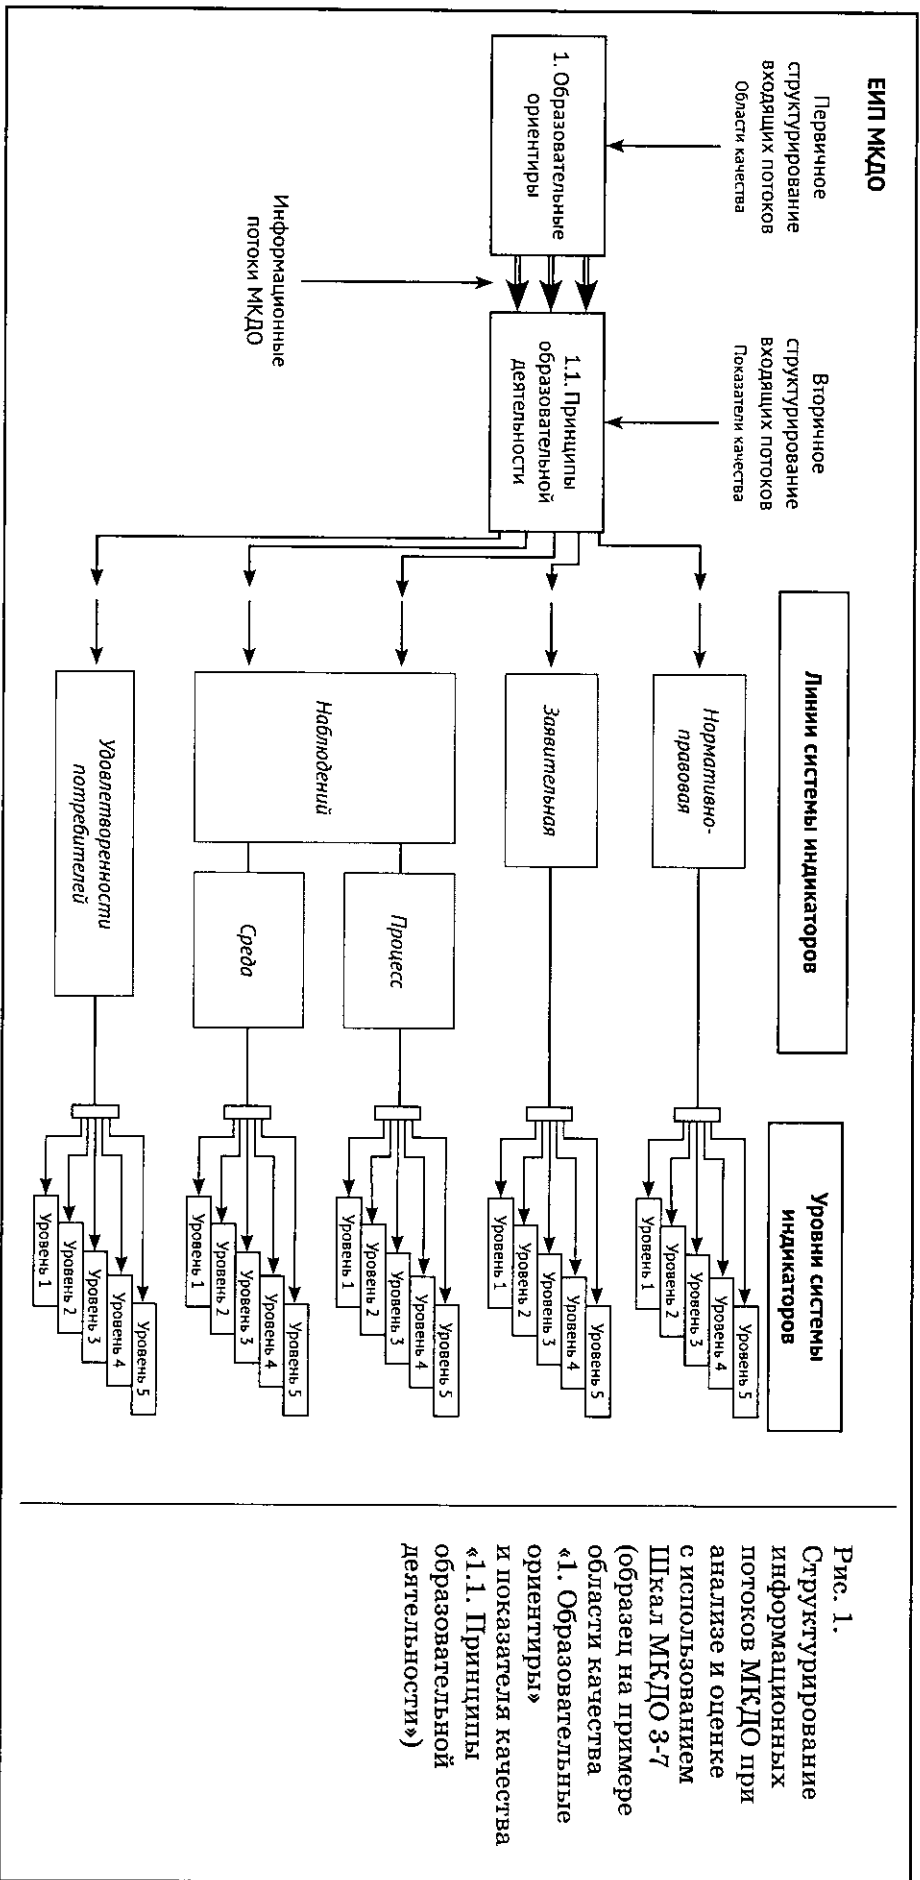 ЕИП МКДО
Первичное
структурирование
входящих потоков
Области качества
Вторичное
структурирование
входящих потоков
Показатели качества
Линии системы индикаторов
Уровни системы
индикаторов
1. Образовательные
ориентиры
1.1. Принципы
образовательной
деятельности
Информационные
потоки МКДО
Нормативно-
правовая
Уровень 5
Уровень 4
Уровень 3
Уровень 2
Уровень 1
Заявительная
Уровень 5
Уровень 4
Уровень 3
Уровень 2
Уровень 1
Наблюдений
Процесс
Уровень 5
Уровень 4
Уровень 3
Уровень 2
Уровень 1
Среда
Уровень 5
Уровень 4
Уровень 3
Уровень 2
Уровень 1
Удовлетворенности
потребителей
Уровень 5
Уровень 4
Уровень 3
Уровень 2
Уровень 1
Рис. 1.
Структурирование
информационных
потоков МКДО при
анализе и оценке
с использованием
Шкал МКДО 3-7
(образец на примере
области качества
«1. Образовательные
ориентиры»
и показателя качества
«1.1. Принципы
образовательной
деятельности»)